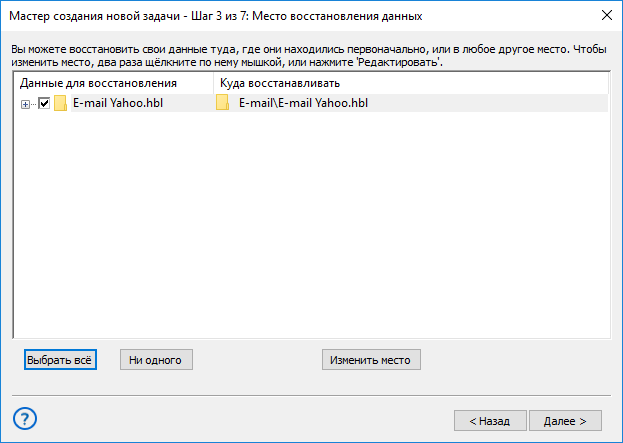 Мастер создания новой задачи - Шаг 3 из 7: Место восстановления данных
Вы можете восстановить свои данные туда, где они находились первоначально, или в любое другое место. Чтобы
изменить место, два раза щёлкните по нему мышкой, или нажмите 'Редактировать'.
Данные для восстановления Куда восстанавливать
E-mail Yahoo.hbl E-mail\E-mail Yahoo.hbl
Выбрать всё Ни одного Изменить место
? < Назад Далее >